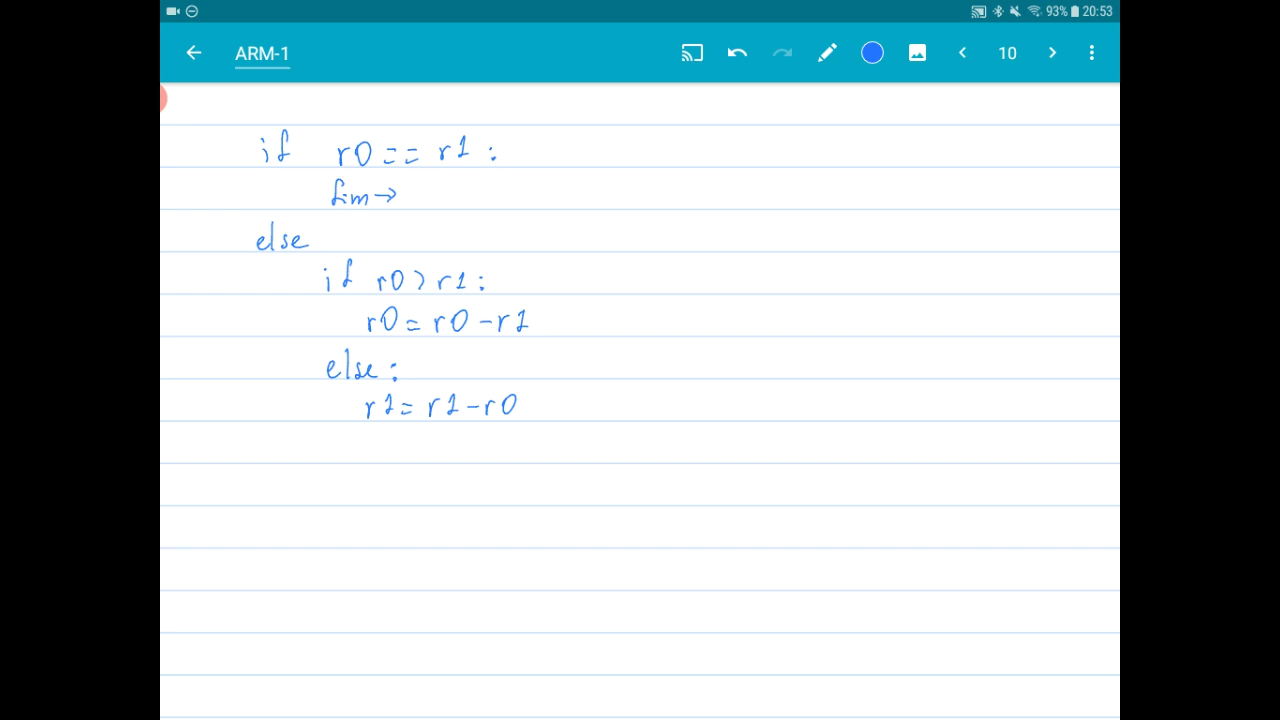 93% 20:53
ARM-1
10
if r0 == r1 :
fim →
else
if r0 > r1 :
r0 = r0 - r1
else :
r1 = r1 - r0